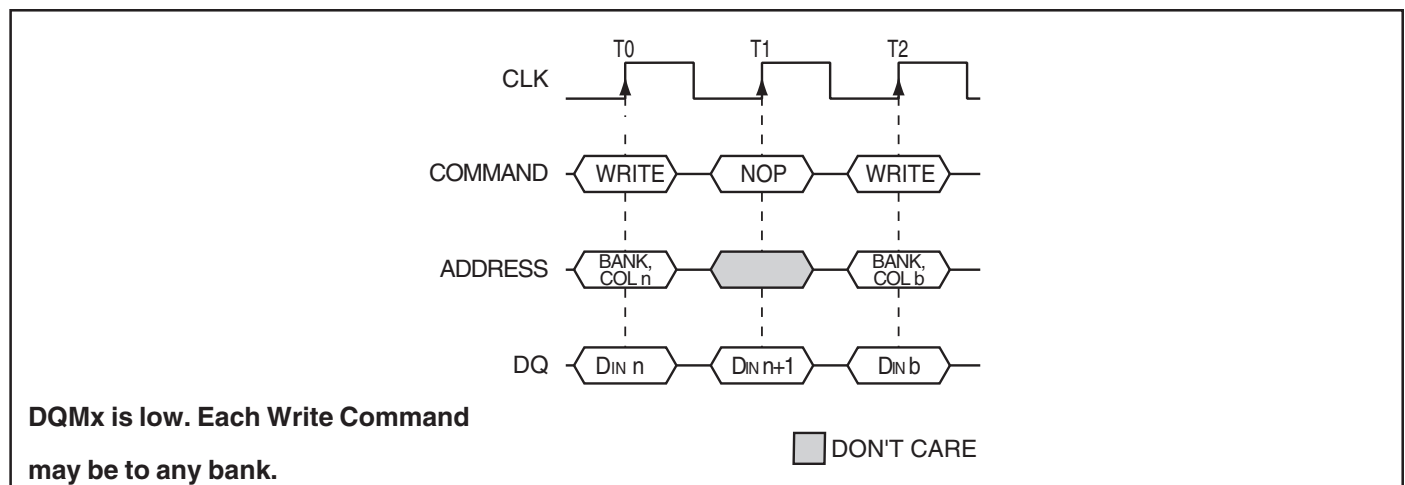 T0 T1 T2
CLK
COMMAND WRITE NOP WRITE
ADDRESS BANK, COL n BANK, COL b
DQ DIN n DIN n+1 DIN b
DQMx is low. Each Write Command
may be to any bank.
DON'T CARE